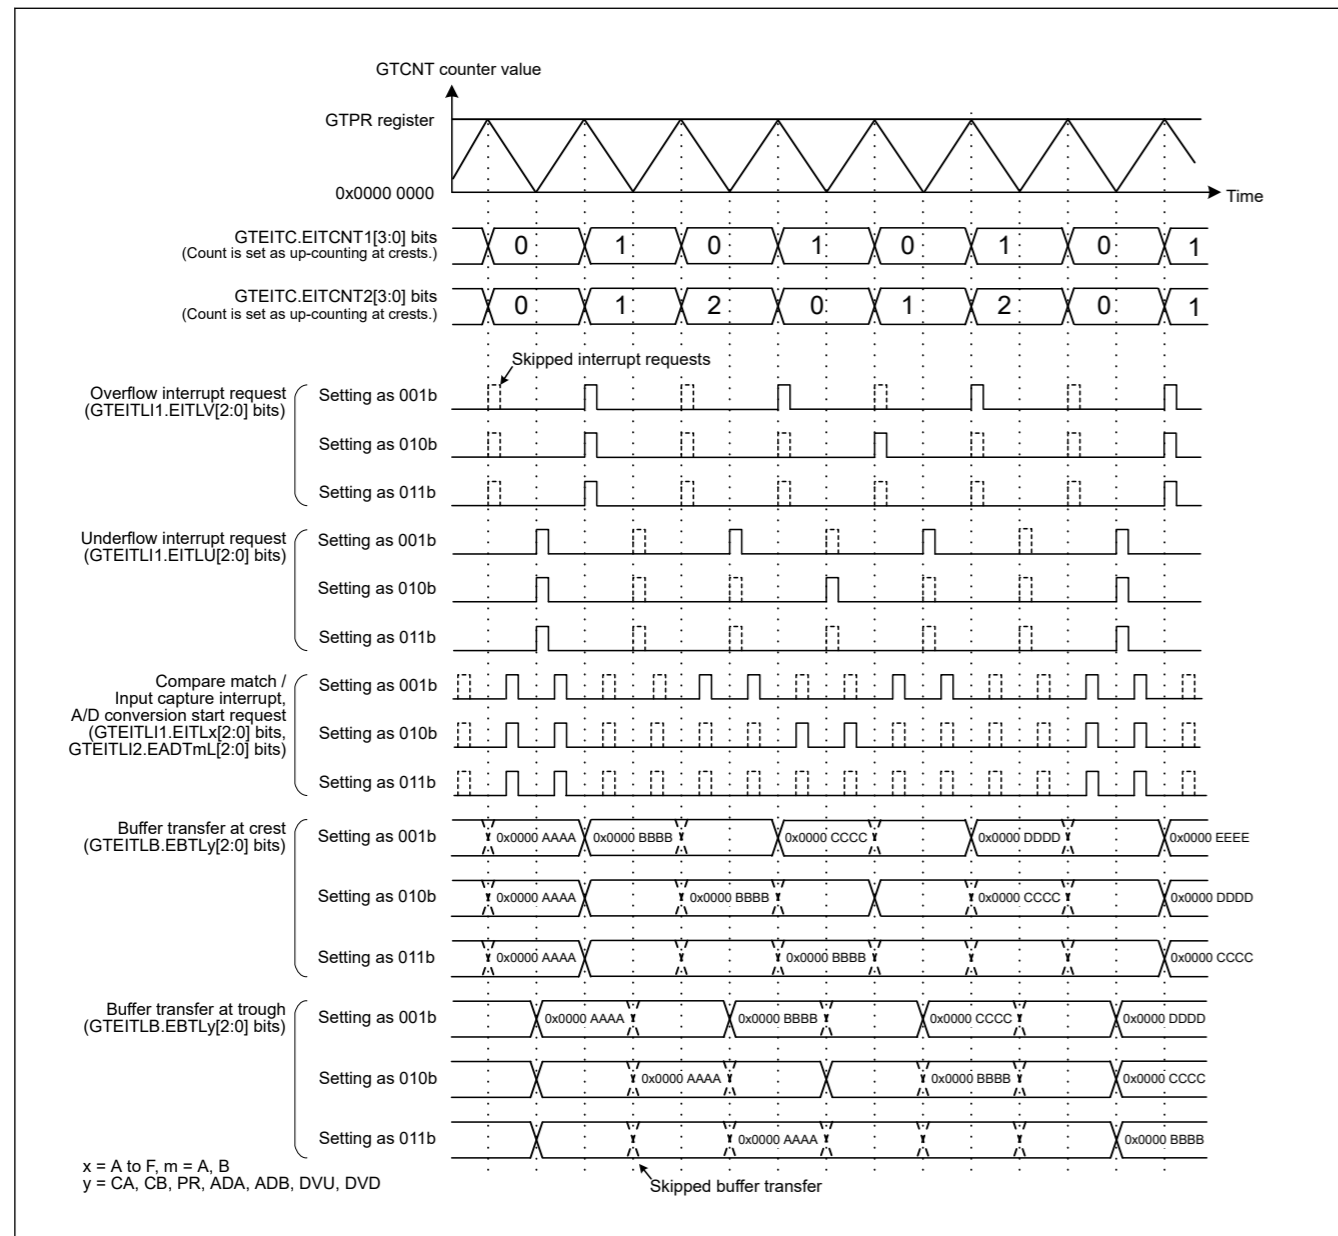 GTCNT counter value
GTPR register
0x0000 0000
Time
GTEITC.EITCNT1[3:0] bits
(Count is set as up-counting at crests.)
0 1 0 1 0 1 0 1
GTEITC.EITCNT2[3:0] bits
(Count is set as up-counting at crests.)
0 1 2 0 1 2 0 1
Skipped interrupt requests
Overflow interrupt request
(GTEITLI1.EITLV[2:0] bits)
Setting as 001b
Setting as 010b
Setting as 011b
Underflow interrupt request
(GTEITLI1.EITLU[2:0] bits)
Setting as 001b
Setting as 010b
Setting as 011b
Compare match /
Input capture interrupt,
A/D conversion start request
(GTEITLI1.EITLx[2:0] bits,
GTEITLI2.EADTmL[2:0] bits)
Setting as 001b
Setting as 010b
Setting as 011b
Buffer transfer at crest
(GTEITLB.EBTLy[2:0] bits)
Setting as 001b 0x0000 AAAA 0x0000 BBBB 0x0000 CCCC 0x0000 DDDD 0x0000 EEEE
Setting as 010b 0x0000 AAAA 0x0000 BBBB 0x0000 CCCC 0x0000 DDDD
Setting as 011b 0x0000 AAAA 0x0000 BBBB 0x0000 CCCC
Buffer transfer at trough
(GTEITLB.EBTLy[2:0] bits)
Setting as 001b 0x0000 AAAA 0x0000 BBBB 0x0000 CCCC 0x0000 DDDD
Setting as 010b 0x0000 AAAA 0x0000 BBBB 0x0000 CCCC
Setting as 011b 0x0000 AAAA 0x0000 BBBB
x = A to F, m = A, B
y = CA, CB, PR, ADA, ADB, DVU, DVD
Skipped buffer transfer